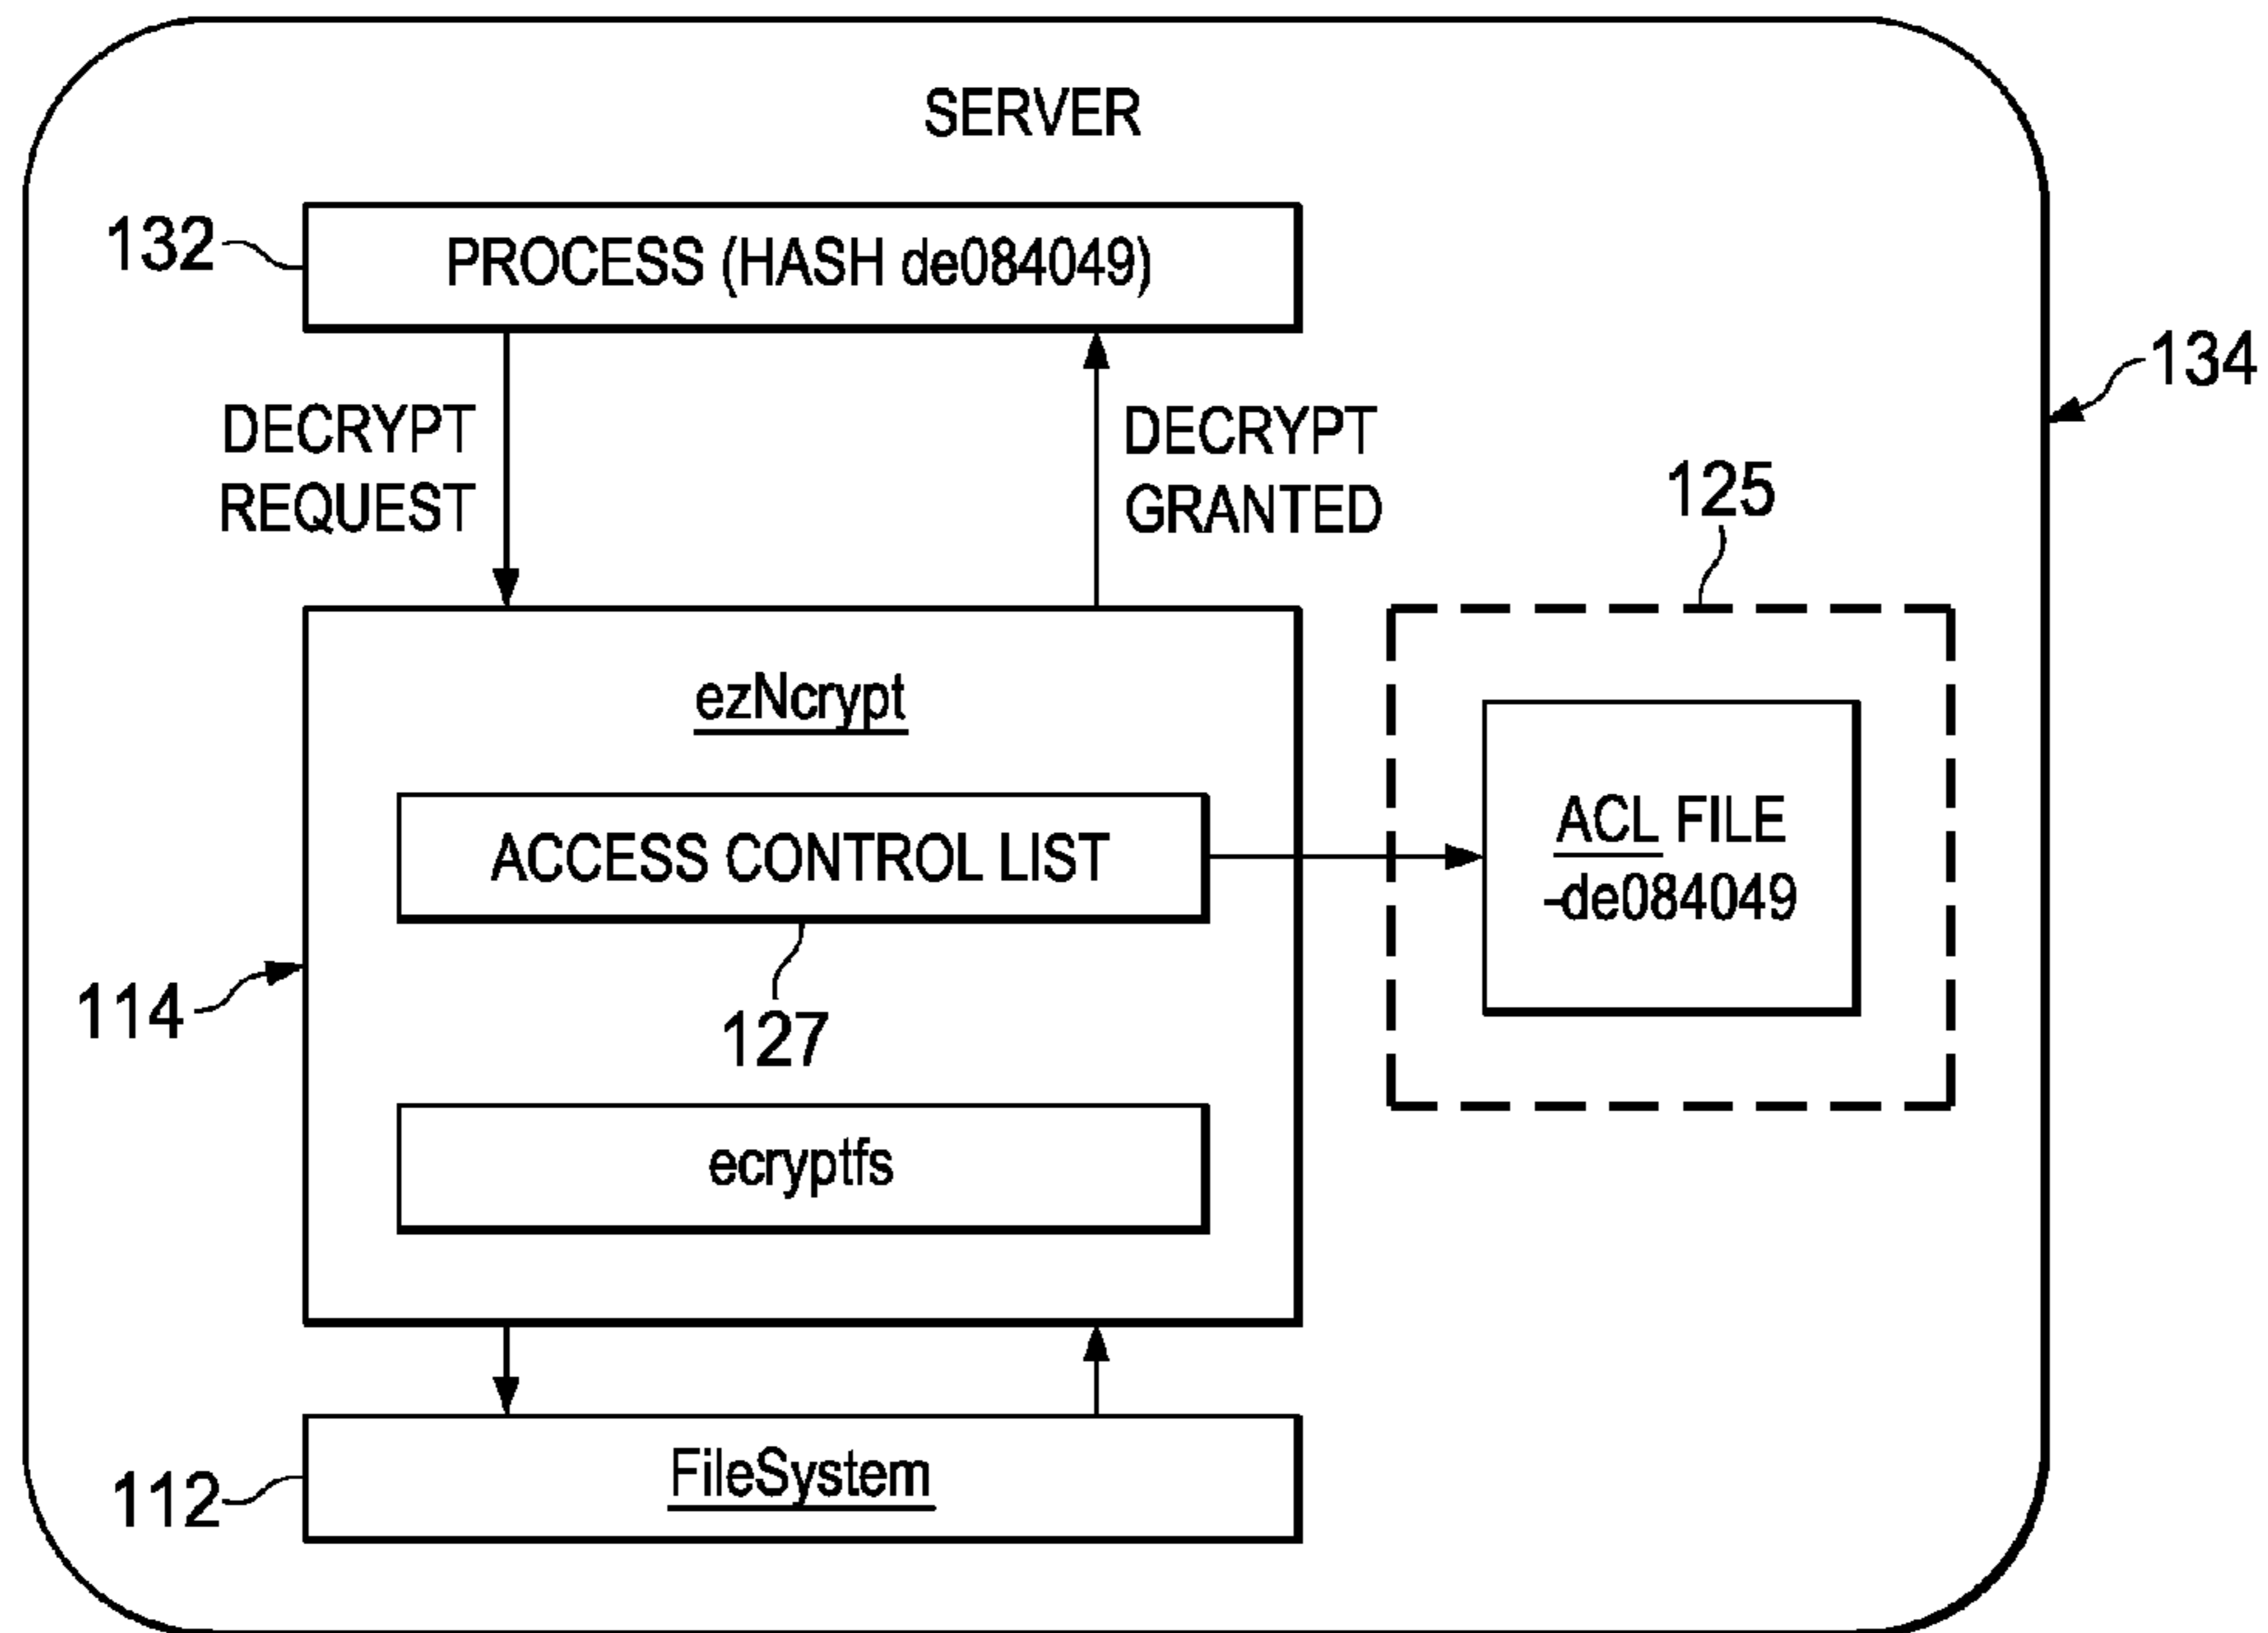 SERVER
132
PROCESS (HASH de084049)
134
DECRYPT
REQUEST
DECRYPT
GRANTED
125
ezNcrypt
ACCESS CONTROL LIST
ACL FILE
-de084049
114
127
ecryptfs
FileSystem
112